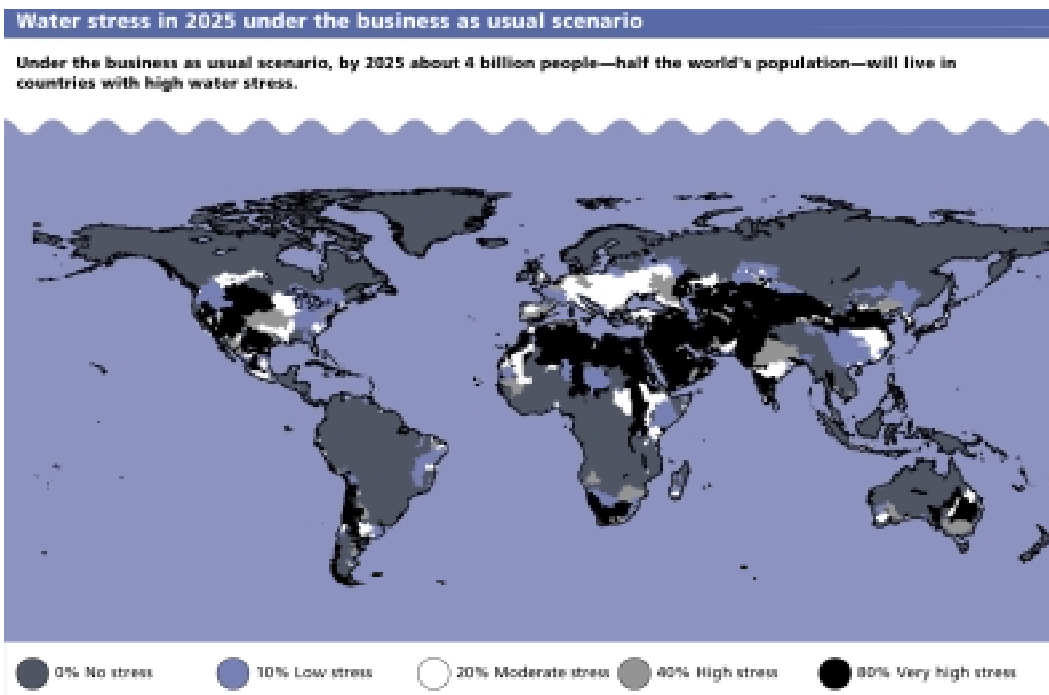 Water stress in 2025 under the business as usual scenario
Under the business as usual scenario, by 2025 about 4 billion people—half the world's population—will live in
countries with high water stress.
0% No stress 10% Low stress 20% Moderate stress 40% High stress 80% Very high stress